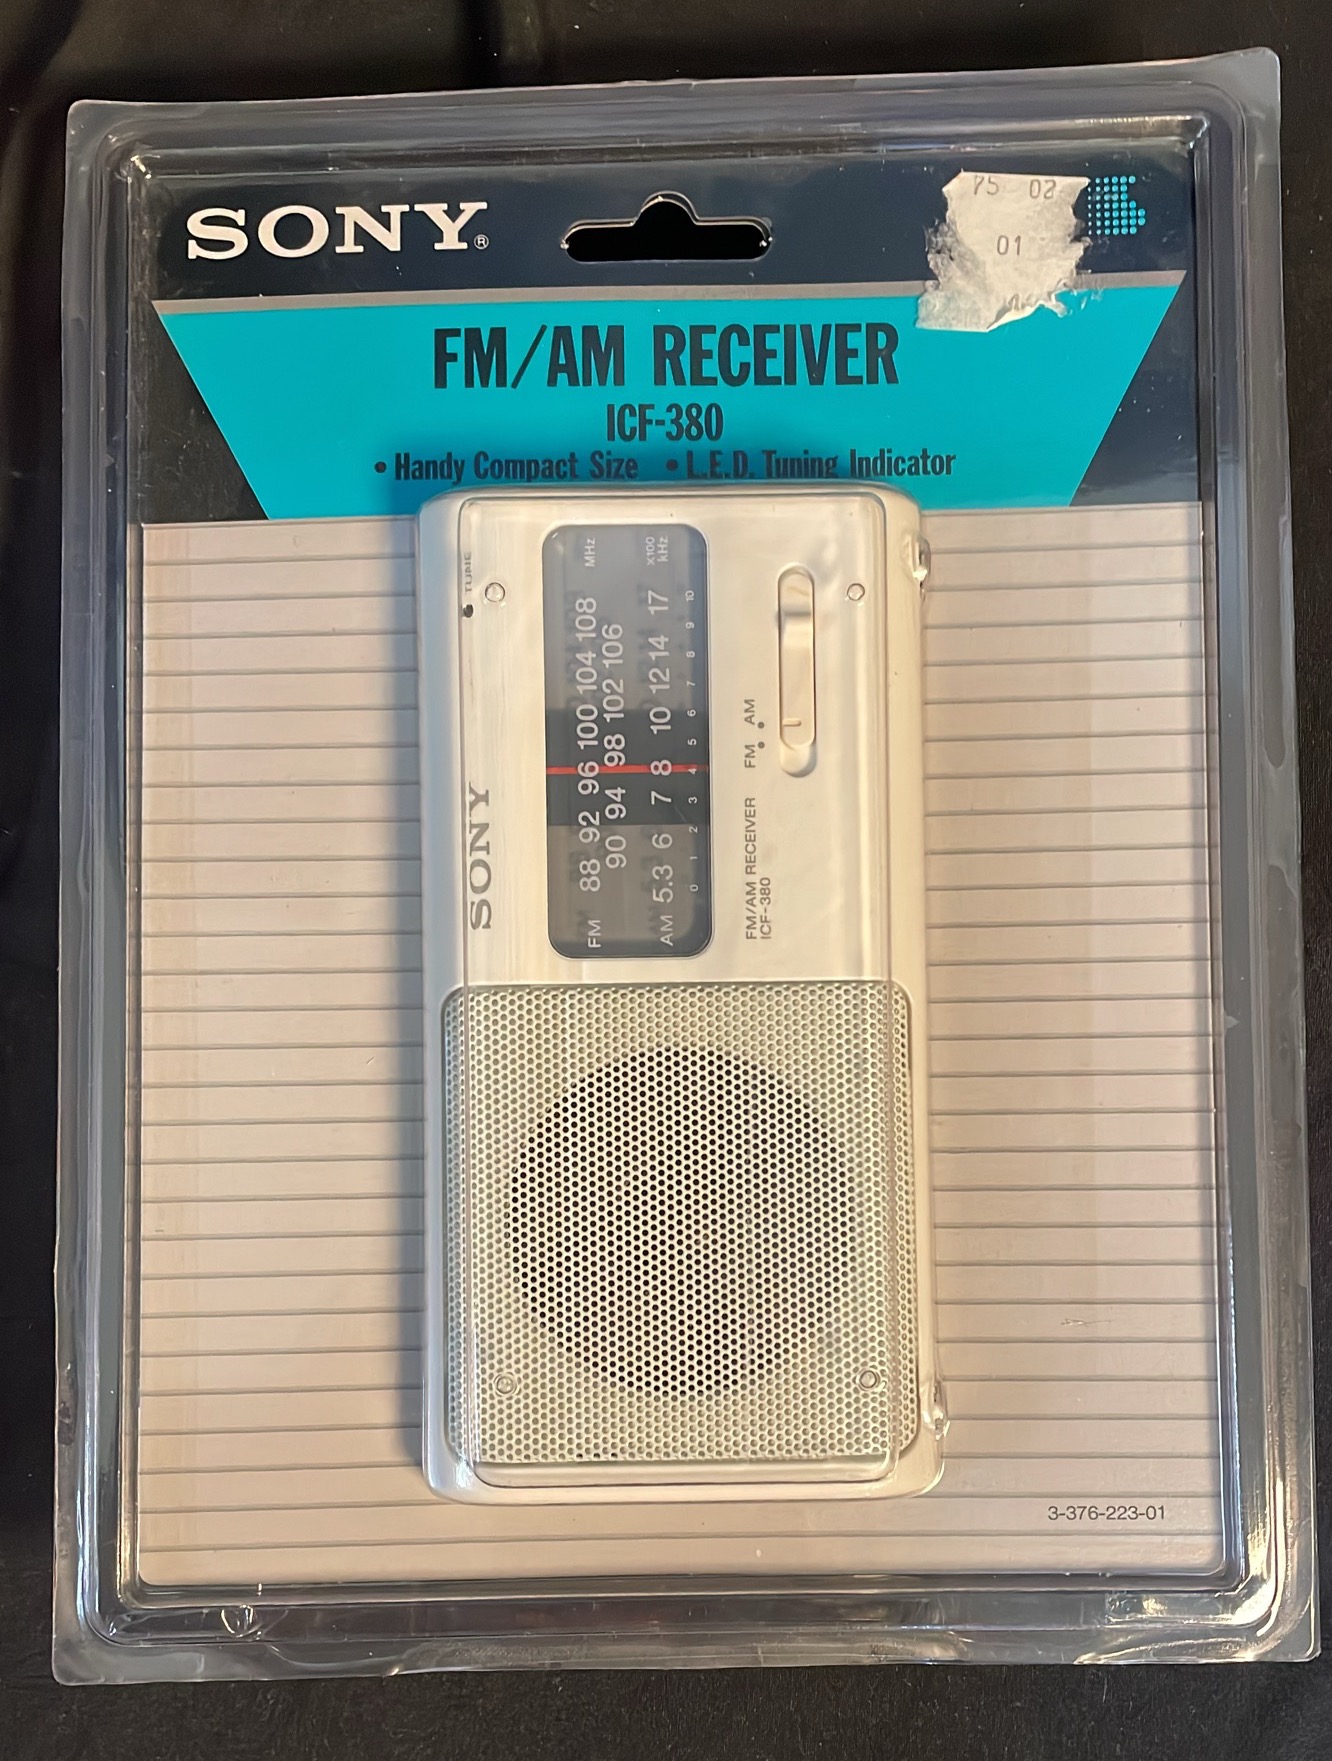 SONY®
75 02
01
FM/AM RECEIVER
ICF-380
• Handy Compact Size • L.E.D. Tuning Indicator
TUNE
SONY
FM 88 92 96 100 104 108 MHz
90 94 98 102 106
AM 5.3 6 7 8 10 12 14 17 X100 kHz
0 1 2 3 4 5 6 7 8 9 10
FM AM
FM/AM RECEIVER
ICF-380
3-376-223-01